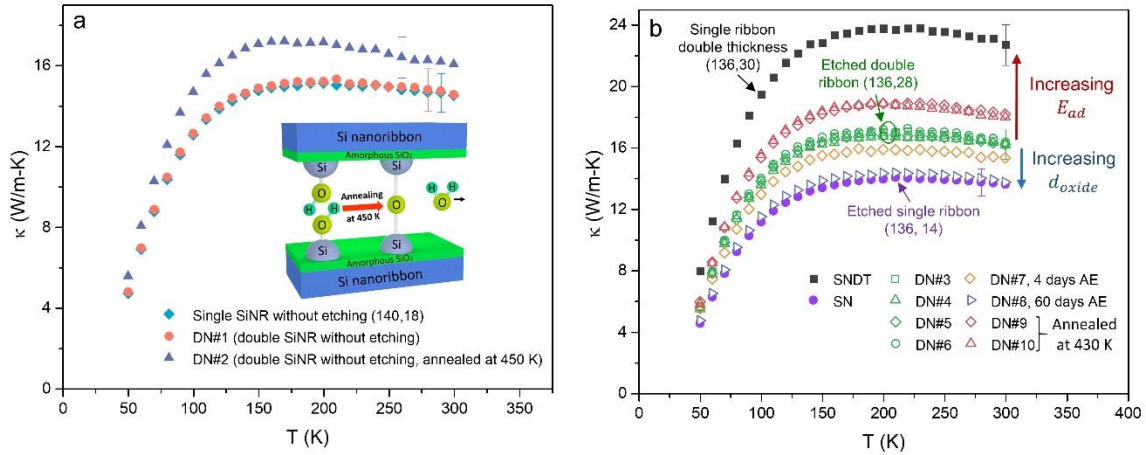 a
κ (W/m-K)
16
12
8
4
0
0
50
100
150
200
250
300
350
T (K)
Si nanoribbon
Amorphous SiO₂
Si
Si
O
O
H
H
Annealing
at 450 K
O
H
H
O
Si
Si
Amorphous SiO₂
Si nanoribbon
Single SiNR without etching (140,18)
DN#1 (double SiNR without etching)
DN#2 (double SiNR without etching, annealed at 450 K)
b
κ (W/m-K)
24
20
16
12
8
4
0
0
50
100
150
200
250
300
350
400
T (K)
Single ribbon
double thickness
(136,30)
Etched double
ribbon (136,28)
Increasing
E_ad
Increasing
d_oxide
Etched single ribbon
(136, 14)
SNDT
SN
DN#3
DN#4
DN#5
DN#6
DN#7, 4 days AE
DN#8, 60 days AE
DN#9
DN#10
Annealed
at 430 K